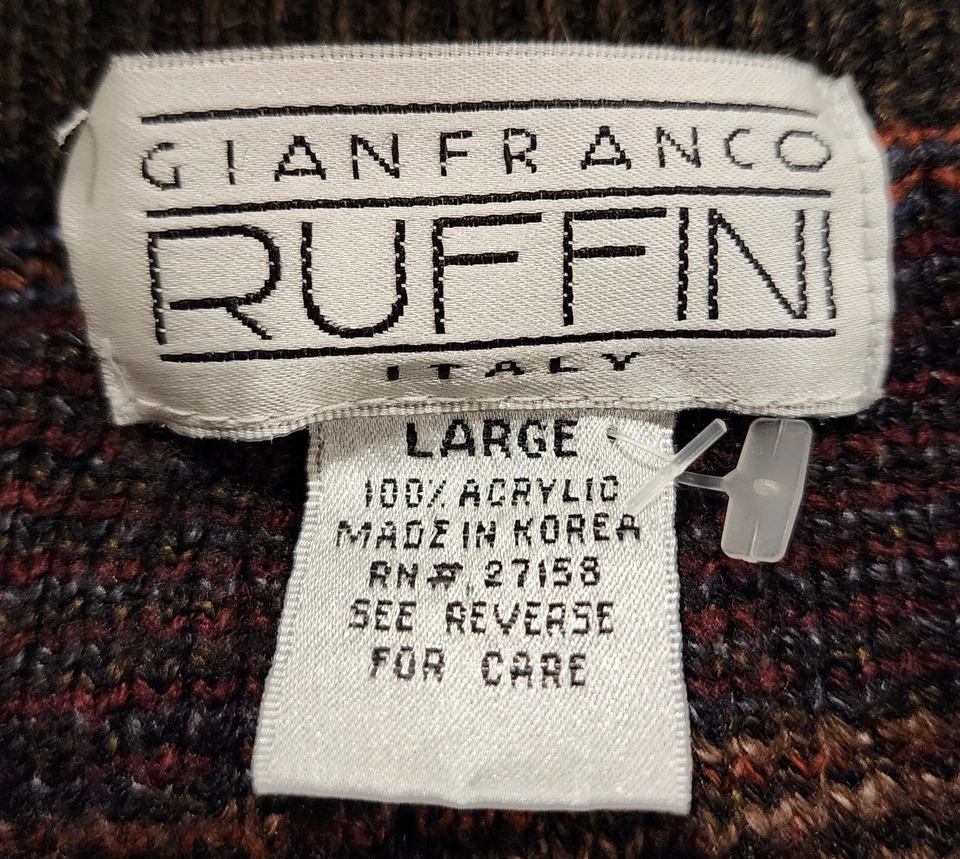 GIANFRANCO
RUFFINI
ITALY
LARGE
100% ACRYLIC
MADE IN KOREA
RN#. 27158
SEE REVERSE
FOR CARE